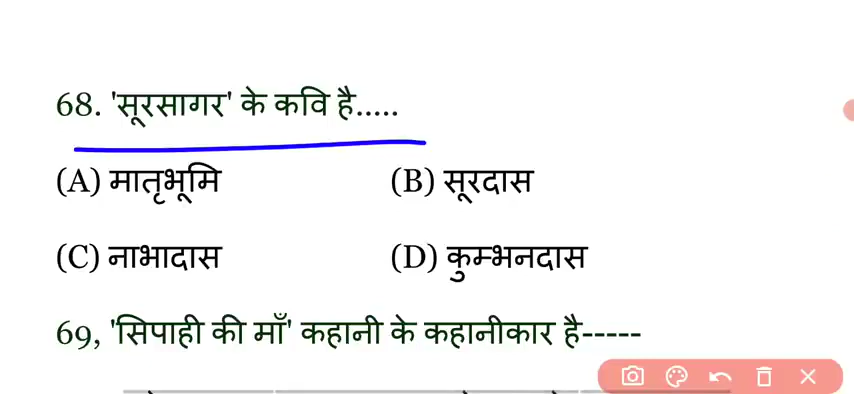 68. 'सूरसागर' के कवि है.....
(A) मातृभूमि (B) सूरदास
(C) नाभादास (D) कुम्भनदास
69, 'सिपाही की माँ' कहानी के कहानीकार है-----